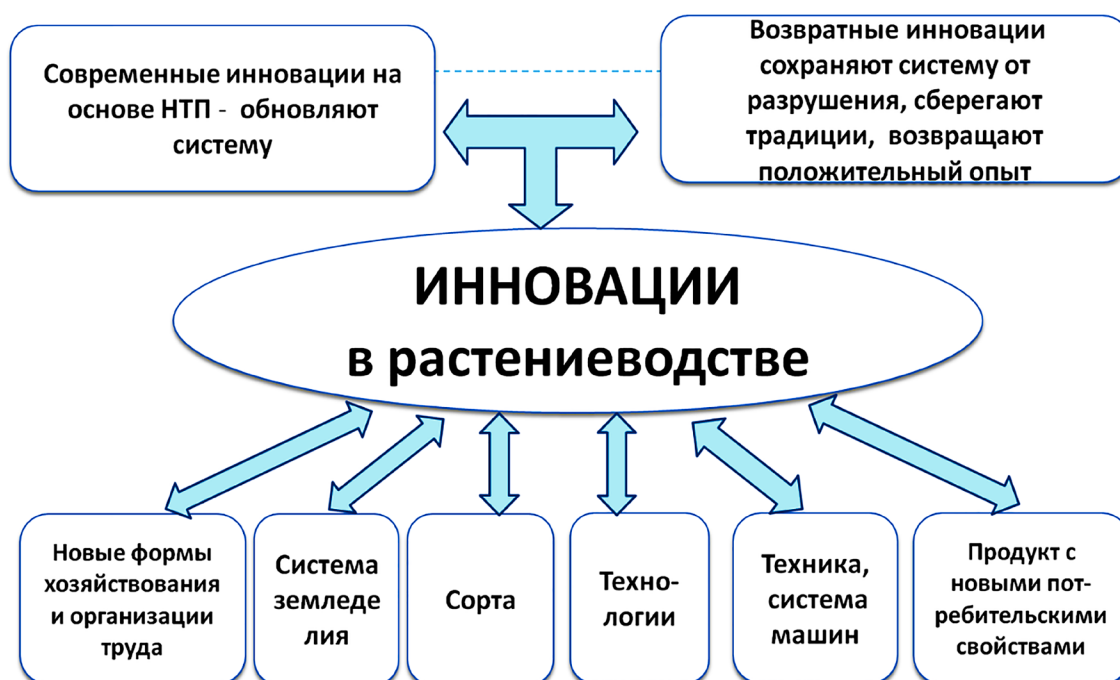 Современные инновации на
основе НТП - обновляют
систему
Возвратные инновации
сохраняют систему от
разрушения, сберегают
традиции, возвращают
положительный опыт
ИННОВАЦИИ
в растениеводстве
Новые формы
хозяйствования
и организации
труда
Система
земледе
лия
Сорта
Техно-
логии
Техника,
система
машин
Продукт с
новыми пот-
ребительскими
свойствами